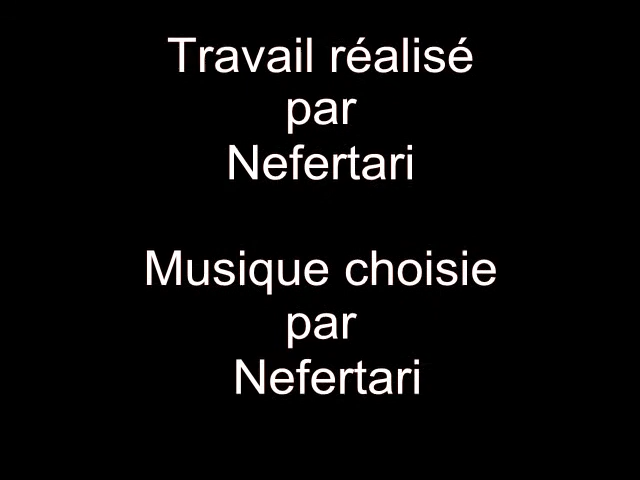 Travail réalisé
par
Nefertari
Musique choisie
par
Nefertari